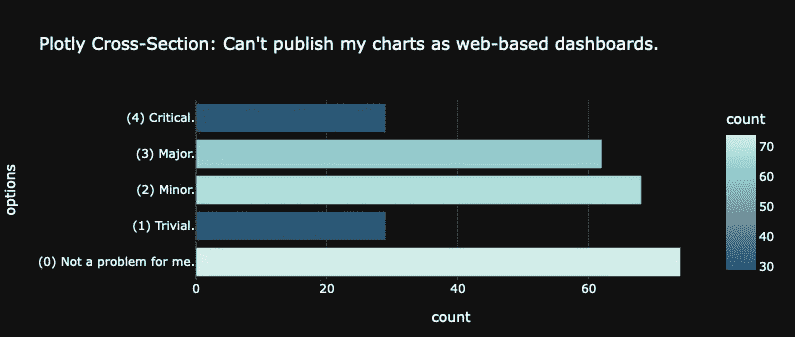 Plotly Cross-Section: Can't publish my charts as web-based dashboards.
options
(4) Critical.
(3) Major.
(2) Minor.
(1) Trivial.
(0) Not a problem for me.
0 20 40 60
count
count
70
60
50
40
30